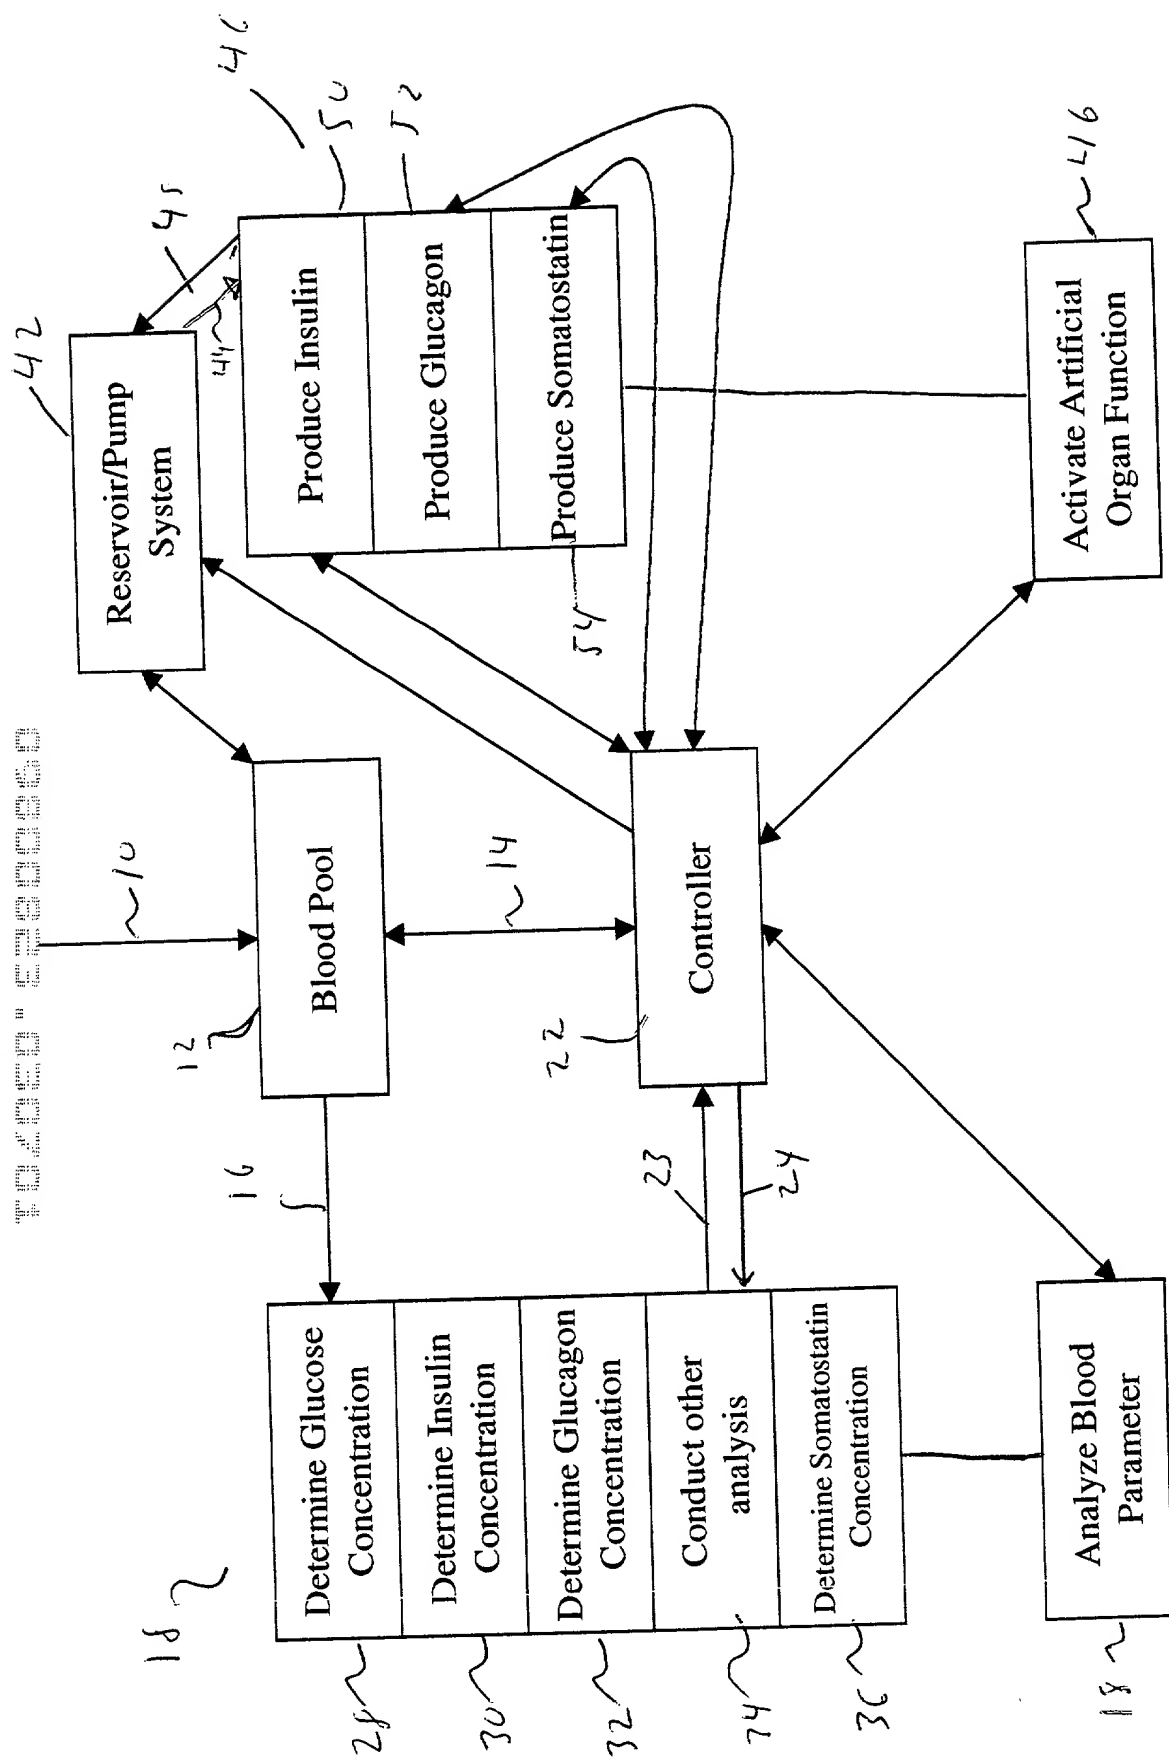 18
28
Determine Glucose
Concentration
30
Determine Insulin
Concentration
32
Determine Glucagon
Concentration
74
Conduct other
analysis
36
Determine Somatostatin
Concentration
18
Analyze Blood
Parameter
16
23
24
10
12
Blood Pool
14
22
Controller
42
Reservoir/Pump
System
45
44
46
50
Produce Insulin
52
Produce Glucagon
54
Produce Somatostatin
416
Activate Artificial
Organ Function